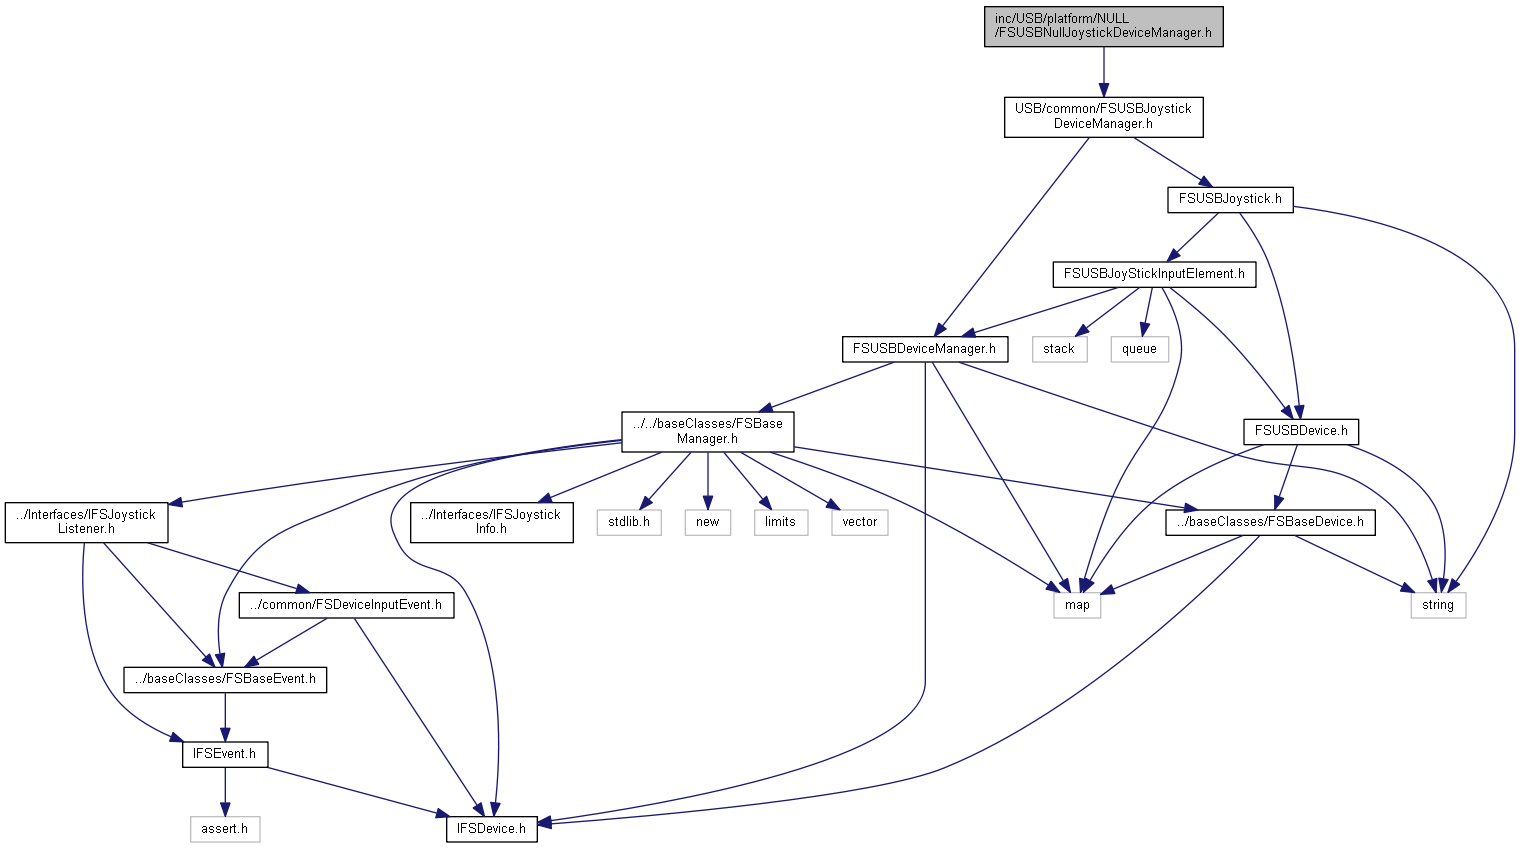 inc/USB/platform/NULL
/FSUSBNullJoystickDeviceManager.h
USB/common/FSUSBJoystick
DeviceManager.h
FSUSBJoystick.h
FSUSBJoyStickInputElement.h
FSUSBDeviceManager.h
stack
queue
../../baseClasses/FSBase
Manager.h
FSUSBDevice.h
../Interfaces/IFSJoystick
Listener.h
../Interfaces/IFSJoystick
Info.h
stdlib.h
new
limits
vector
../baseClasses/FSBaseDevice.h
../common/FSDeviceInputEvent.h
map
string
../baseClasses/FSBaseEvent.h
IFSEvent.h
assert.h
IFSDevice.h